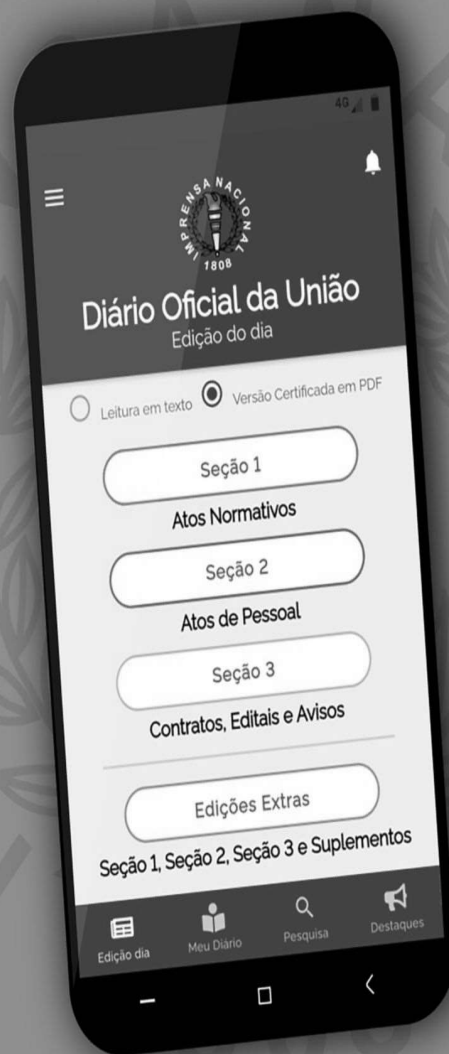 4G
IMPRENSA NACIONAL
1808
Diário Oficial da União
Edição do dia
Leitura em texto Versão Certificada em PDF
Seção 1
Atos Normativos
Seção 2
Atos de Pessoal
Seção 3
Contratos, Editais e Avisos
Edições Extras
Seção 1, Seção 2, Seção 3 e Suplementos
Edição dia Meu Diário Pesquisa Destaques